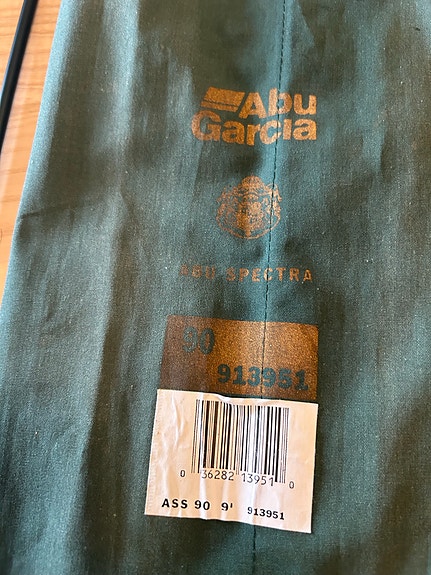 Abu
Garcia
ABU SPECTRA
90
913951
0 36282 13951 0
ASS 90 9' 913951